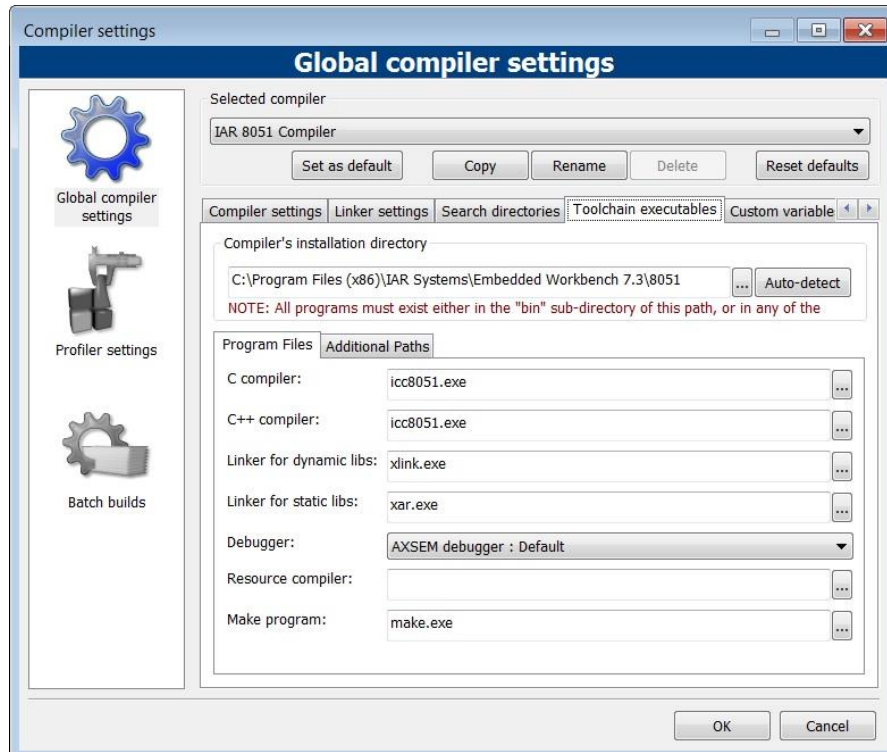 Compiler settings
Global compiler settings
Global compiler
settings
Profiler settings
Batch builds
Selected compiler
IAR 8051 Compiler
Set as default Copy Rename Delete Reset defaults
Compiler settings Linker settings Search directories Toolchain executables Custom variable
Compiler's installation directory
C:\Program Files (x86)\IAR Systems\Embedded Workbench 7.3\8051 ... Auto-detect
NOTE: All programs must exist either in the "bin" sub-directory of this path, or in any of the
Program Files Additional Paths
C compiler: icc8051.exe ...
C++ compiler: icc8051.exe ...
Linker for dynamic libs: xlink.exe ...
Linker for static libs: xar.exe ...
Debugger: AXSEM debugger : Default
Resource compiler: ...
Make program: make.exe ...
OK Cancel